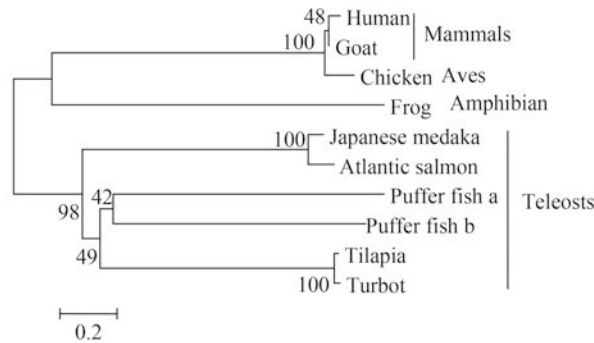 48 Human
Goat
Mammals
100
Chicken Aves
Frog Amphibian
100 Japanese medaka
Atlantic salmon
42 Puffer fish a
Teleosts
98
Puffer fish b
49
Tilapia
100 Turbot
0.2